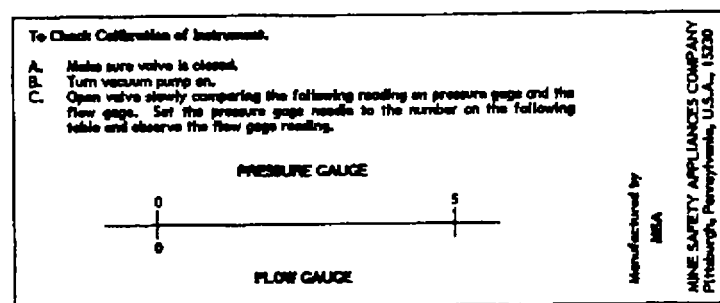 To Check Calibration of Instrument.
A. Make sure valve is closed.
B. Turn vacuum pump on.
C. Open valve slowly comparing the following reading on pressure gage and the
flow gage. Set the pressure gage needle to the number on the following
table and observe the flow gage reading.
PRESSURE GAUGE
0 5
0
FLOW GAUGE
Manufactured by
MSA
MINE SAFETY APPLIANCES COMPANY
Pittsburgh, Pennsylvania, U.S.A., 15230